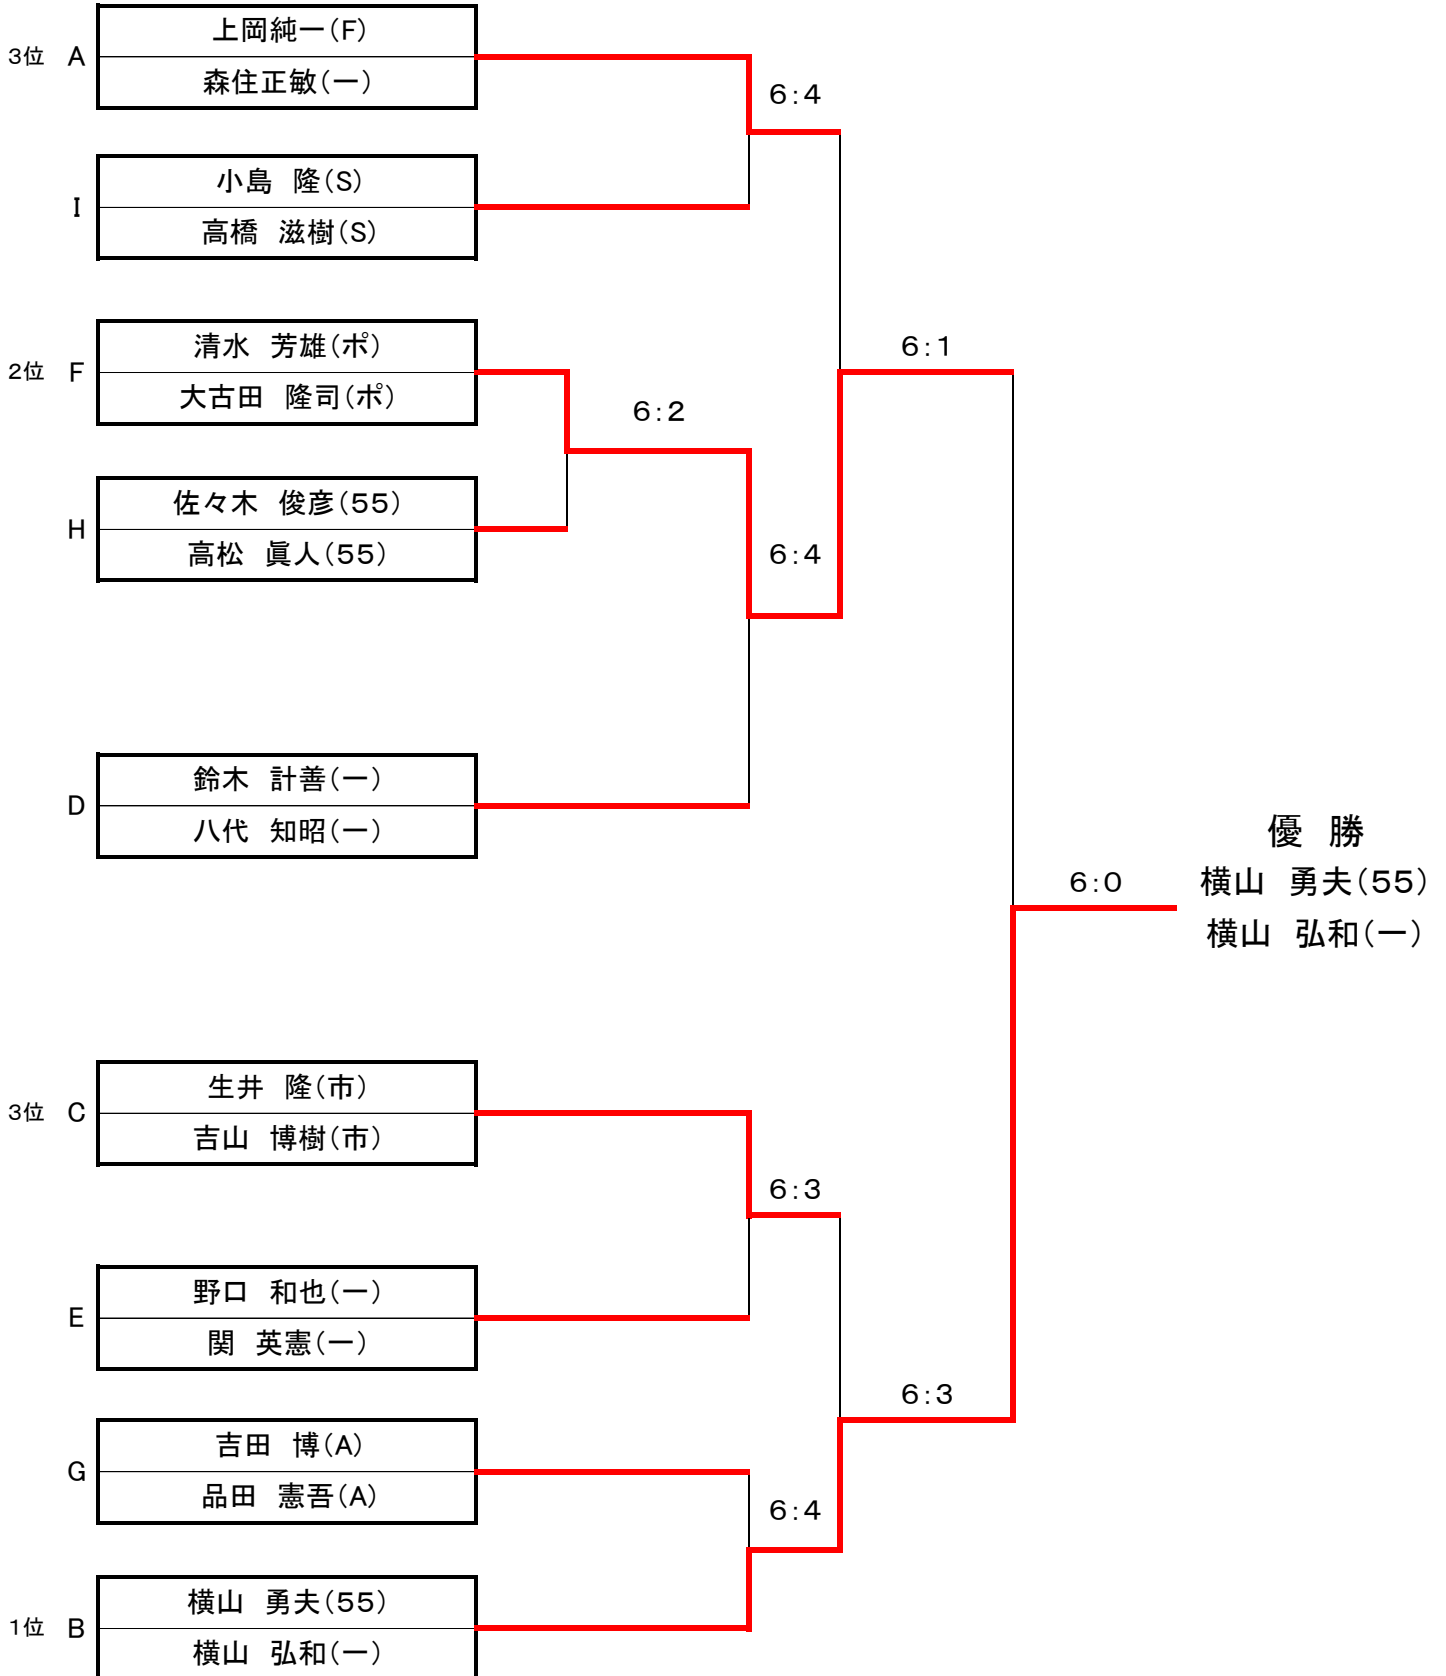 上岡純一(F)
3位 A
森住正敏(一)
6:4
小島 隆(S)
I
高橋 滋樹(S)
清水 芳雄(ポ)
6:1
2位 F
大古田 隆司(ポ)
6:2
佐々木 俊彦(55)
H
高松 眞人(55)
6:4
鈴木 計善(一)
D
八代 知昭(一)
優 勝
横山 勇夫(55)
6:0
横山 弘和(一)
生井 隆(市)
3位 C
吉山 博樹(市)
6:3
野口 和也(一)
E
関 英憲(一)
6:3
吉田 博(A)
G
品田 憲吾(A)
6:4
横山 勇夫(55)
1位 B
横山 弘和(一)